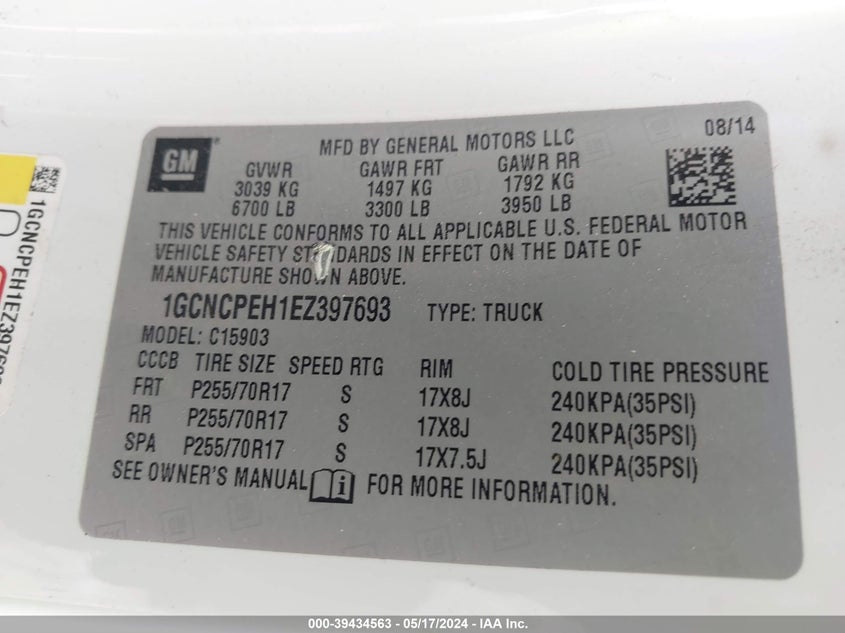 GM
MFD BY GENERAL MOTORS LLC
08/14
GVWR GAWR FRT GAWR RR
3039 KG 1497 KG 1792 KG
6700 LB 3300 LB 3950 LB
THIS VEHICLE CONFORMS TO ALL APPLICABLE U.S. FEDERAL MOTOR
VEHICLE SAFETY ST DARDS IN EFFECT ON THE DATE OF
MANUFACTURE SHOWN ABOVE.
1GCNCPEH1EZ397693 TYPE: TRUCK
MODEL: C15903
CCCB TIRE SIZE SPEED RTG RIM COLD TIRE PRESSURE
FRT P255/70R17 S 17X8J 240KPA(35PSI)
RR P255/70R17 S 17X8J 240KPA(35PSI)
SPA P255/70R17 S 17X7.5J 240KPA(35PSI)
SEE OWNER'S MANUAL i FOR MORE INFORMATION.
000-39434563 — 05/17/2024 — IAA Inc.